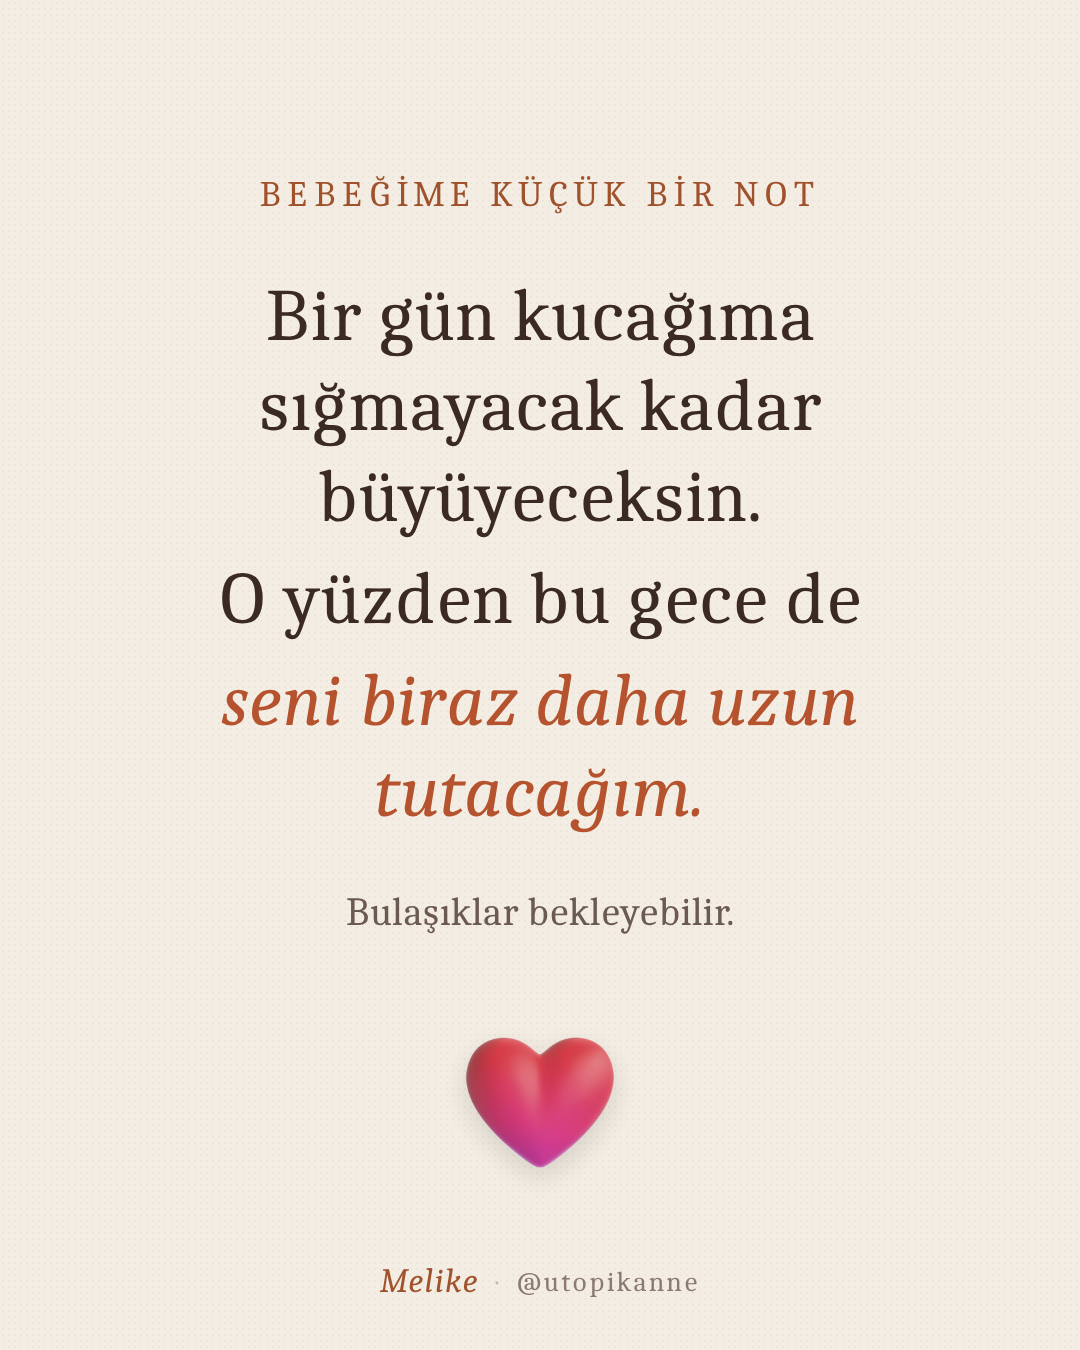 BEBEĞİME KÜÇÜK BİR NOT
Bir gün kucağıma
sığmayacak kadar
büyüyeceksin.
O yüzden bu gece de
seni biraz daha uzun
tutacağım.
Bulaşıklar bekleyebilir.
Melike · @utopikanne